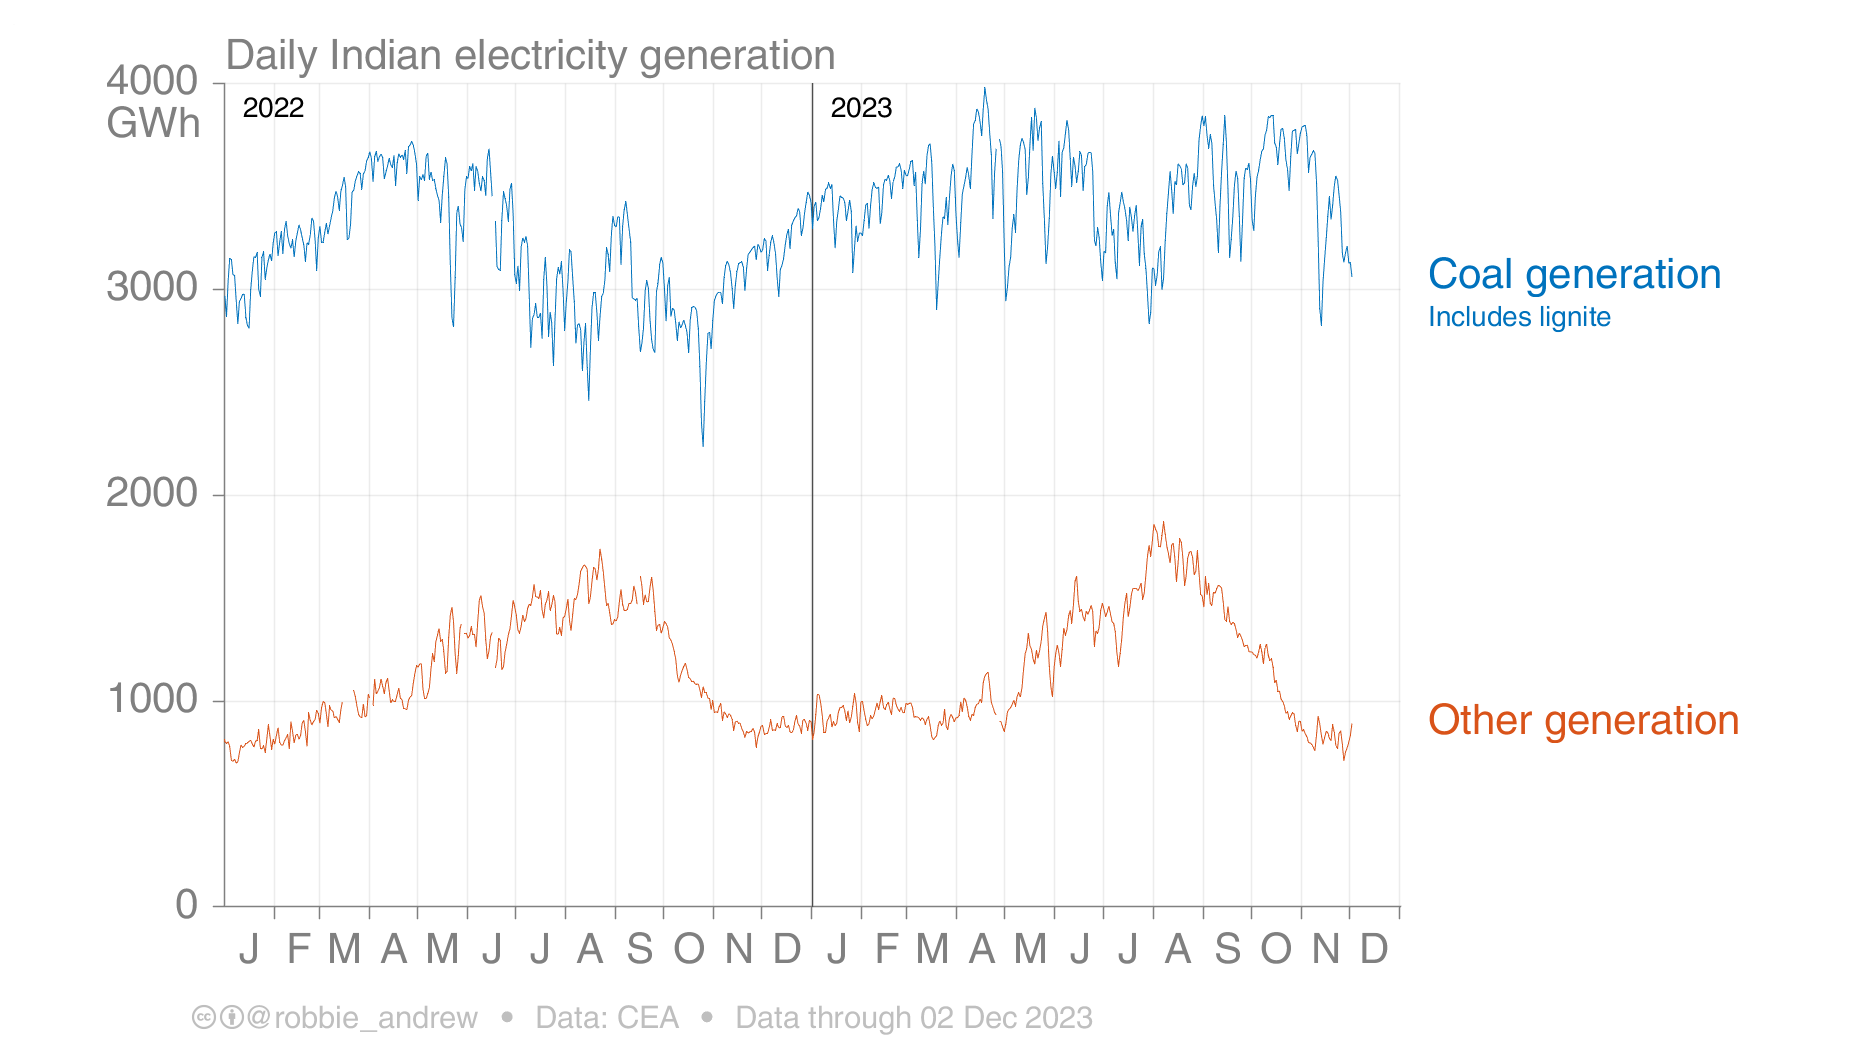 Daily Indian electricity generation
4000
GWh
2022
2023
3000
2000
1000
0
Coal generation
Includes lignite
Other generation
J F M A M J J A S O N D J F M A M J J A S O N D
@robbie_andrew • Data: CEA • Data through 02 Dec 2023